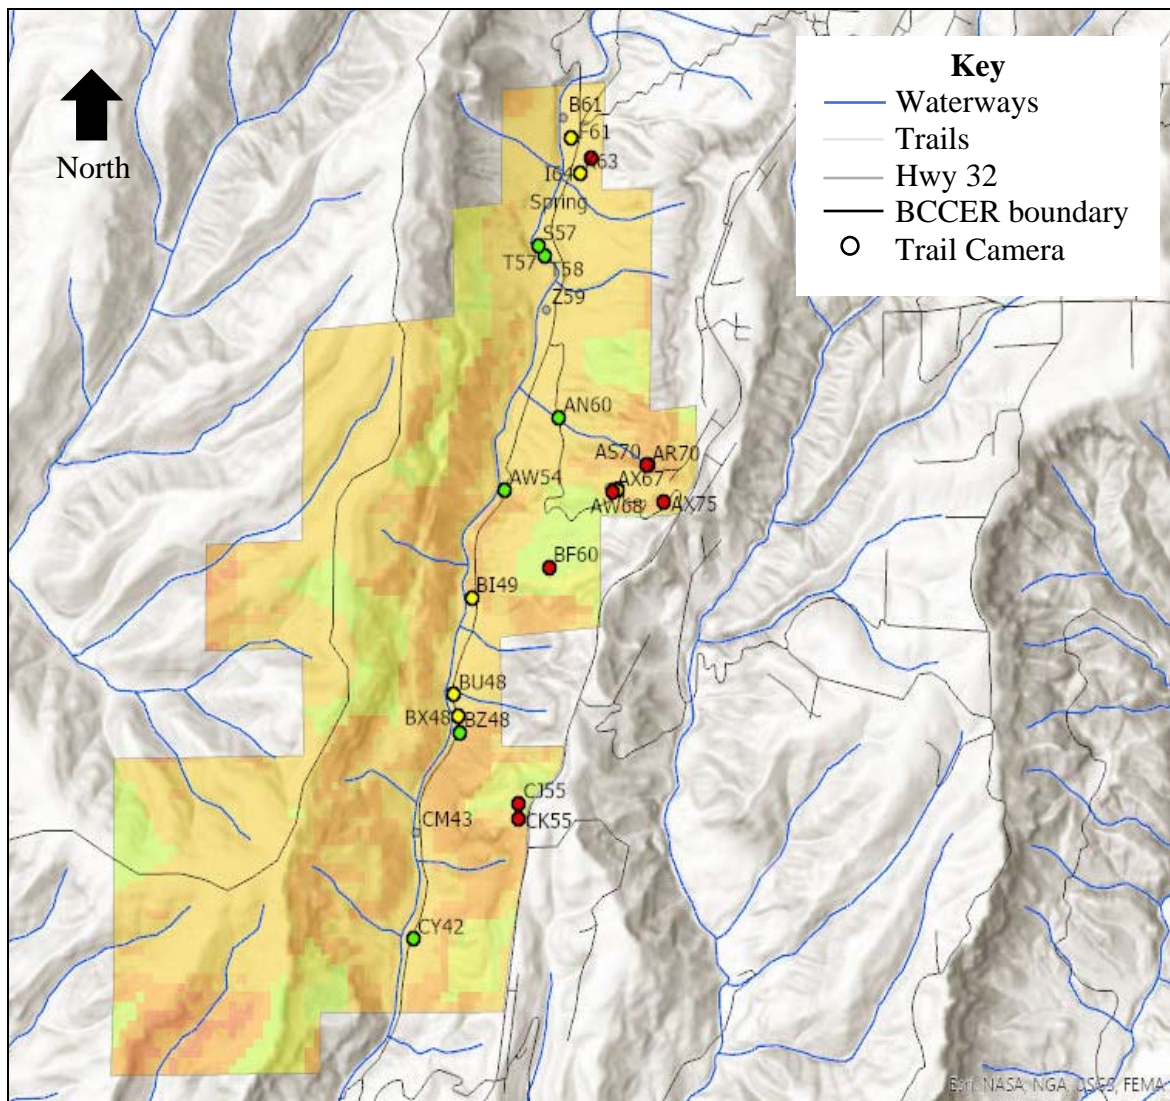 Key
Waterways
Trails
Hwy 32
BCCER boundary
Trail Camera
North
B61
F61
I64
Spring
S57
T57
T58
Z59
AN60
AS70 AR70
AX67
AW54
AW68
AX75
BF60
BI49
BU48
BX48 BZ48
CJ55
CK55
CM43
CY42
Esri, NASA, NGA, USGS, FEMA